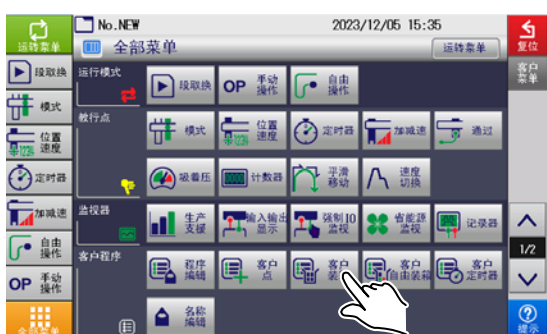 No.NEW
2023/12/05 15:35
运转菜单
全部菜单
运转菜单
复位
客户
菜单
段取换
模式
位置
速度
定时器
加减速
自由
操作
OP
手动
操作
全部菜单
运行模式
段取换
OP
手动
操作
自由
操作
教行点
模式
位置
速度
定时器
加减速
通过
吸着压
计数器
平滑
移动
速度
切换
监视器
生产
支援
输入输出
显示
强制IO
监视
省能源
监视
记录器
客户程序
程序
编辑
客户
点
客户
装
客户
自由装箱
客户
定时器
名称
编辑
1/2
提示